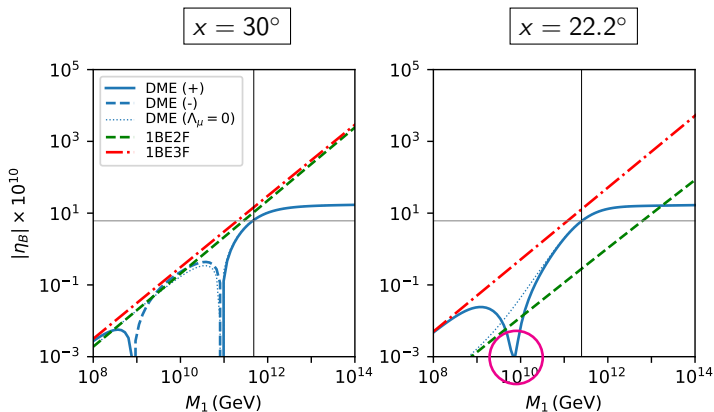 x = 30°
x = 22.2°
|η_B| × 10^10
10^5
10^3
10^1
10^−1
10^−3
DME (+)
DME (-)
DME (Λ_μ = 0)
1BE2F
1BE3F
10^8
10^10
10^12
10^14
M_1 (GeV)
10^5
10^3
10^1
10^−1
10^−3
10^8
10^10
10^12
10^14
M_1 (GeV)